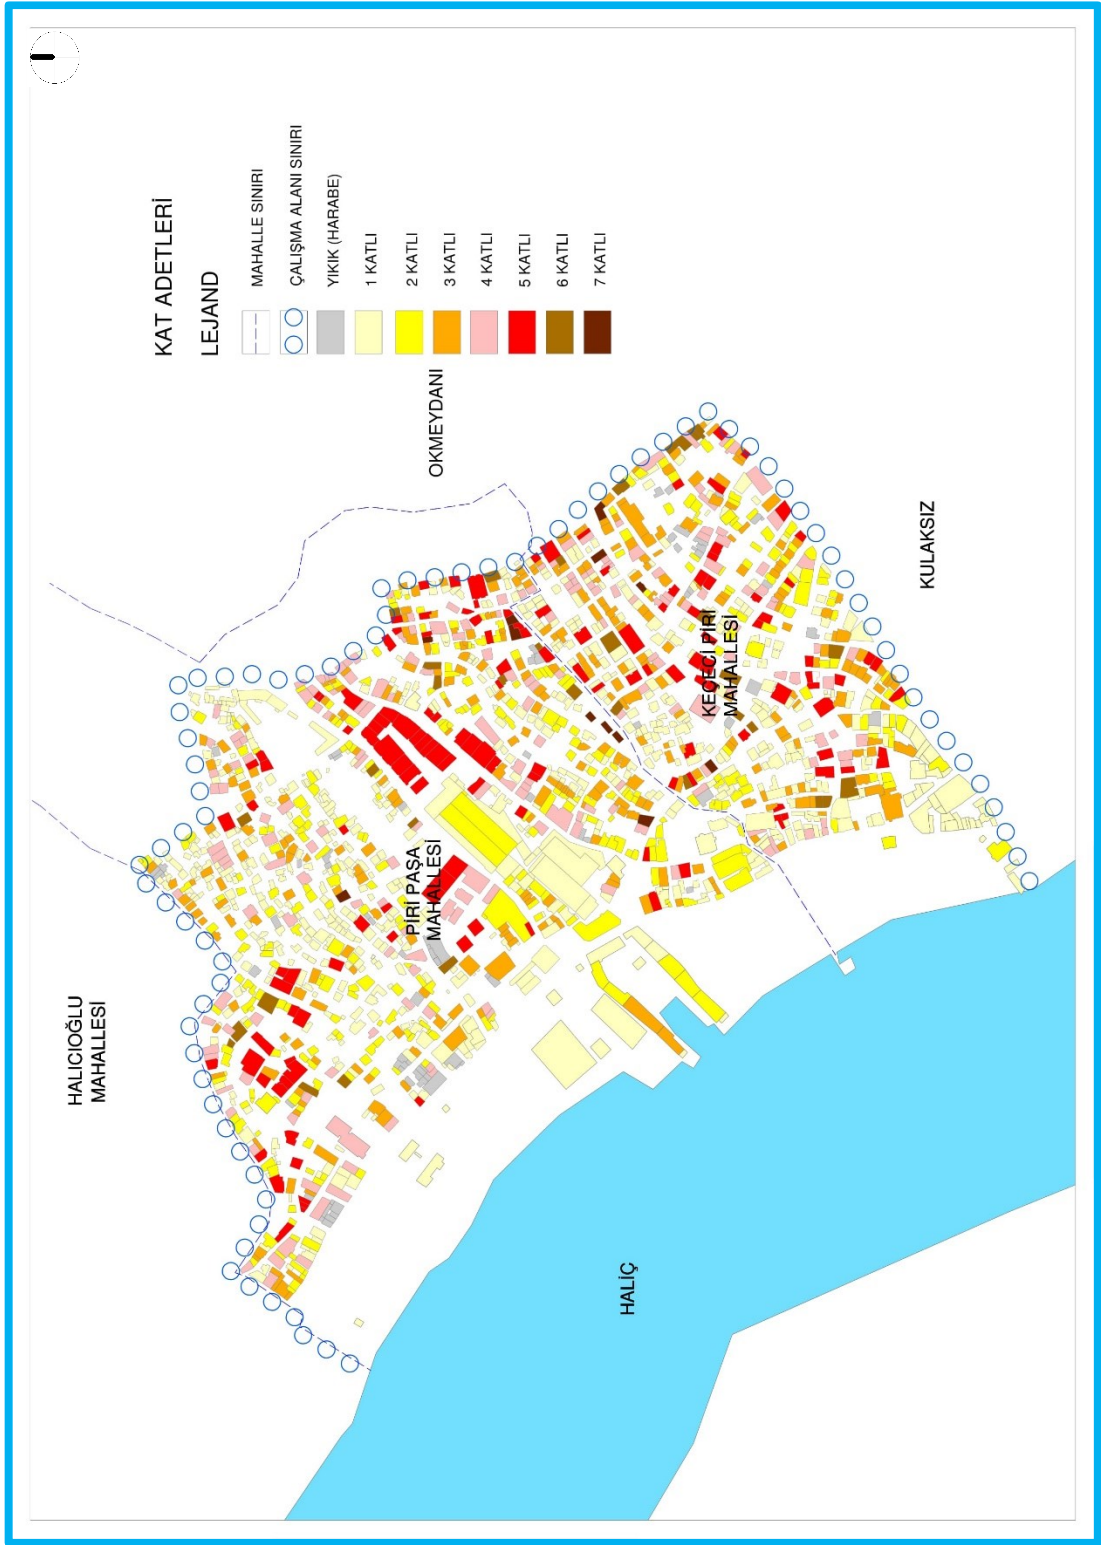 KAT ADETLERİ
LEJAND
MAHALLE SINIRI
ÇALIŞMA ALANI SINIRI
YIKIK (HARABE)
1 KATLI
2 KATLI
3 KATLI
4 KATLI
5 KATLI
6 KATLI
7 KATLI
OKMEYDANI
HALICIOĞLU
MAHALLESİ
PİRİ PAŞA
MAHALLESİ
KEÇECİ PİRİ
MAHALLESİ
KULAKSIZ
HALİÇ